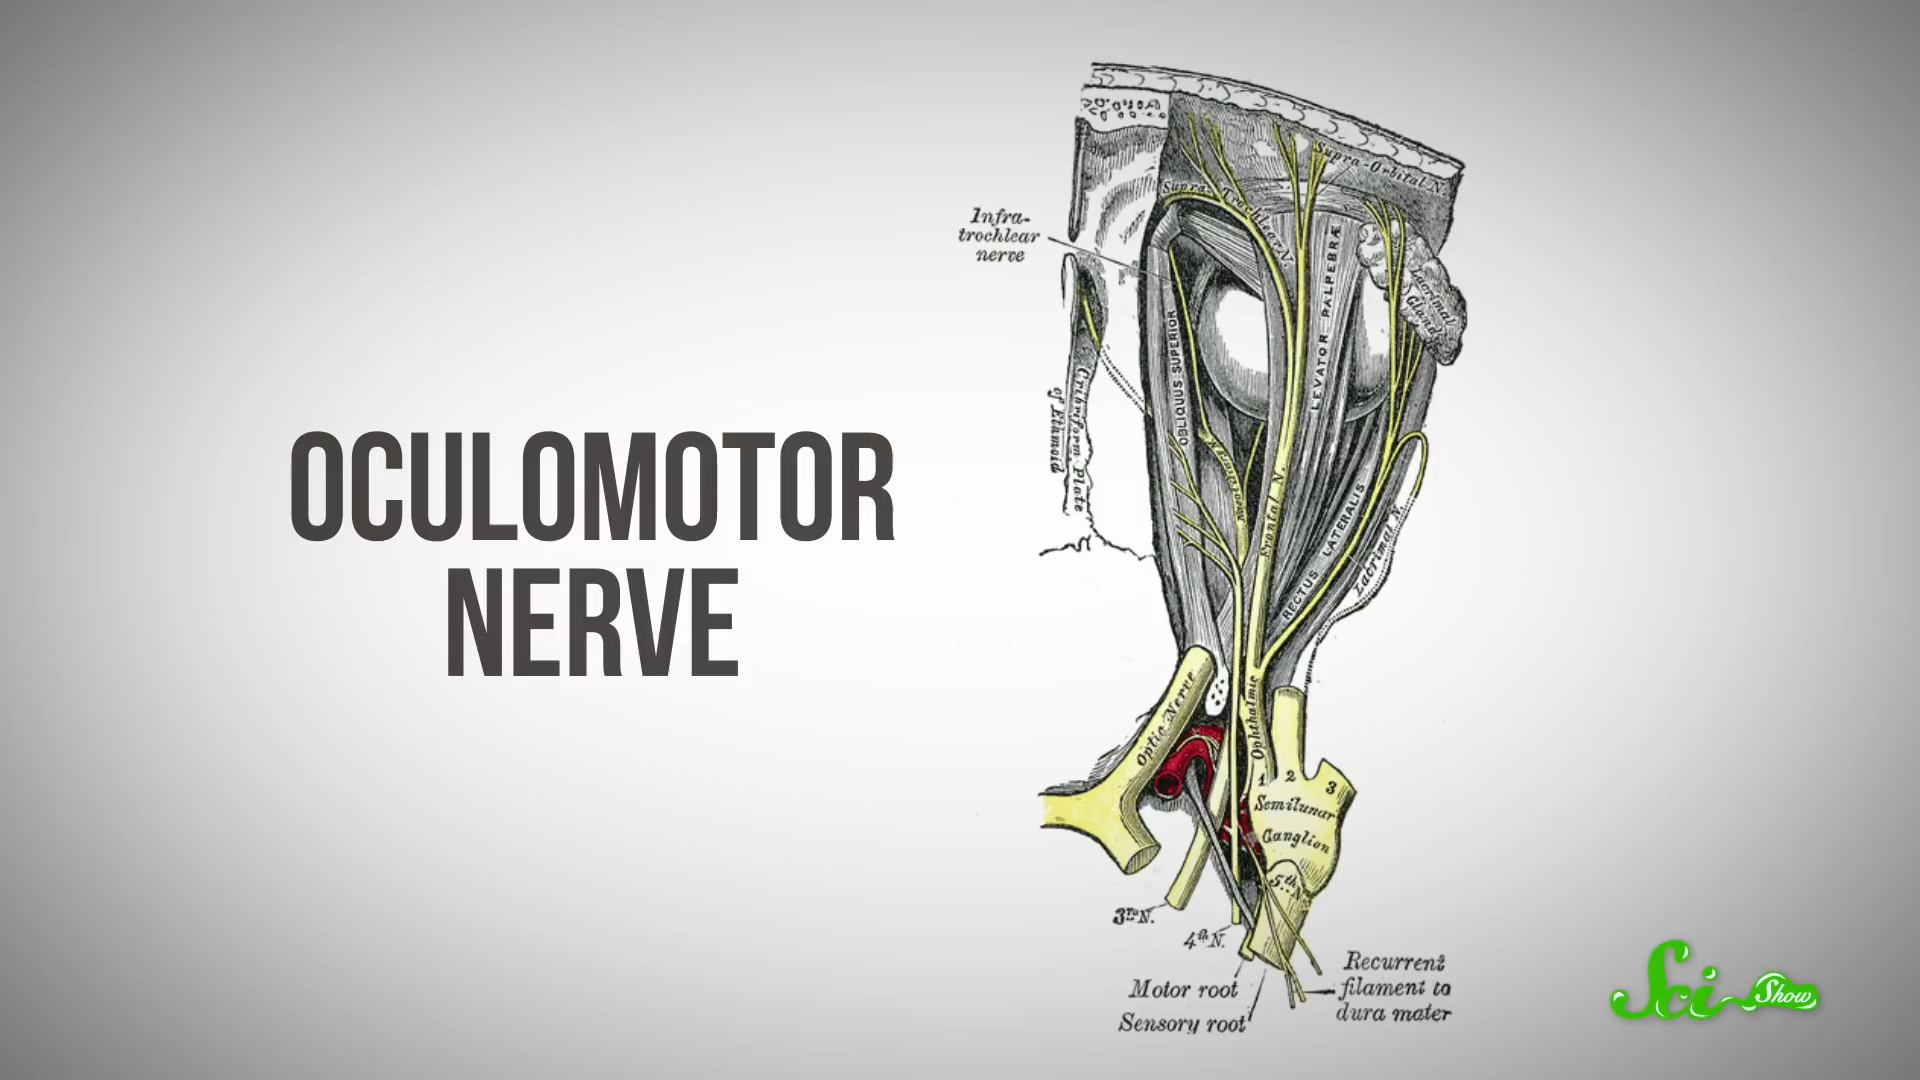 OCULOMOTOR
NERVE
Supra-Orbital N.
Supra-Trochlear N.
Infra-
trochlear
nerve
LEVATOR PALPEBRÆ
Lacrimal
Gland
OBLIQUUS SUPERIOR
Cribriform Plate
of Ethmoid
Frontal N.
RECTUS LATERALIS
Lacrimal N.
Optic Nerve
Ophthalmic
1 2 3
Semilunar
Ganglion
5th N.
3rd N.
4th N.
Motor root
Sensory root
Recurrent
filament to
dura mater
Sci Show